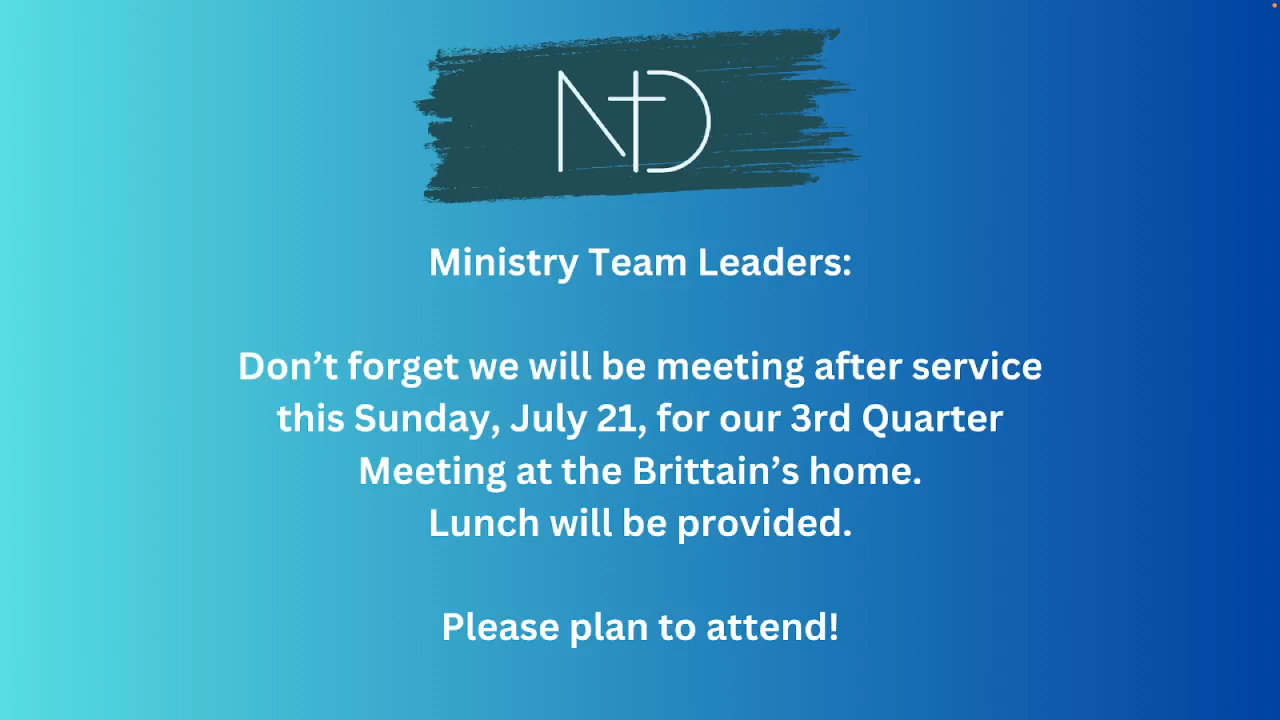 ND
Ministry Team Leaders:
Don’t forget we will be meeting after service
this Sunday, July 21, for our 3rd Quarter
Meeting at the Brittain’s home.
Lunch will be provided.
Please plan to attend!